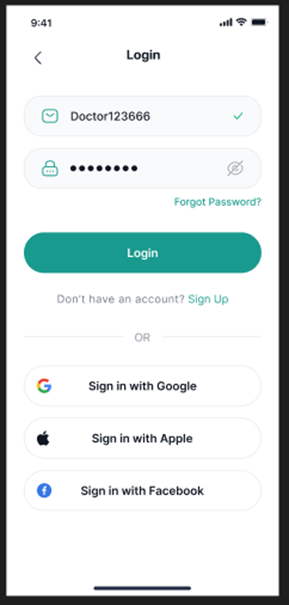 9:41
Login
Doctor123666
Forgot Password?
Login
Don't have an account? Sign Up
OR
Sign in with Google
Sign in with Apple
Sign in with Facebook